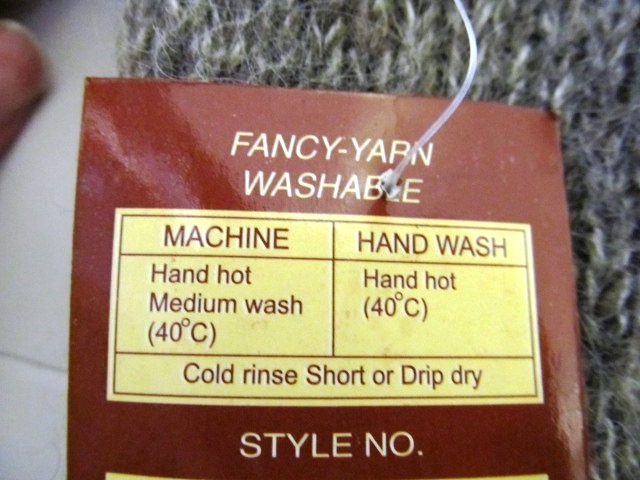 FANCY-YARN
WASHABLE
MACHINE
HAND WASH
Hand hot
Medium wash
(40°C)
Hand hot
(40°C)
Cold rinse Short or Drip dry
STYLE NO.